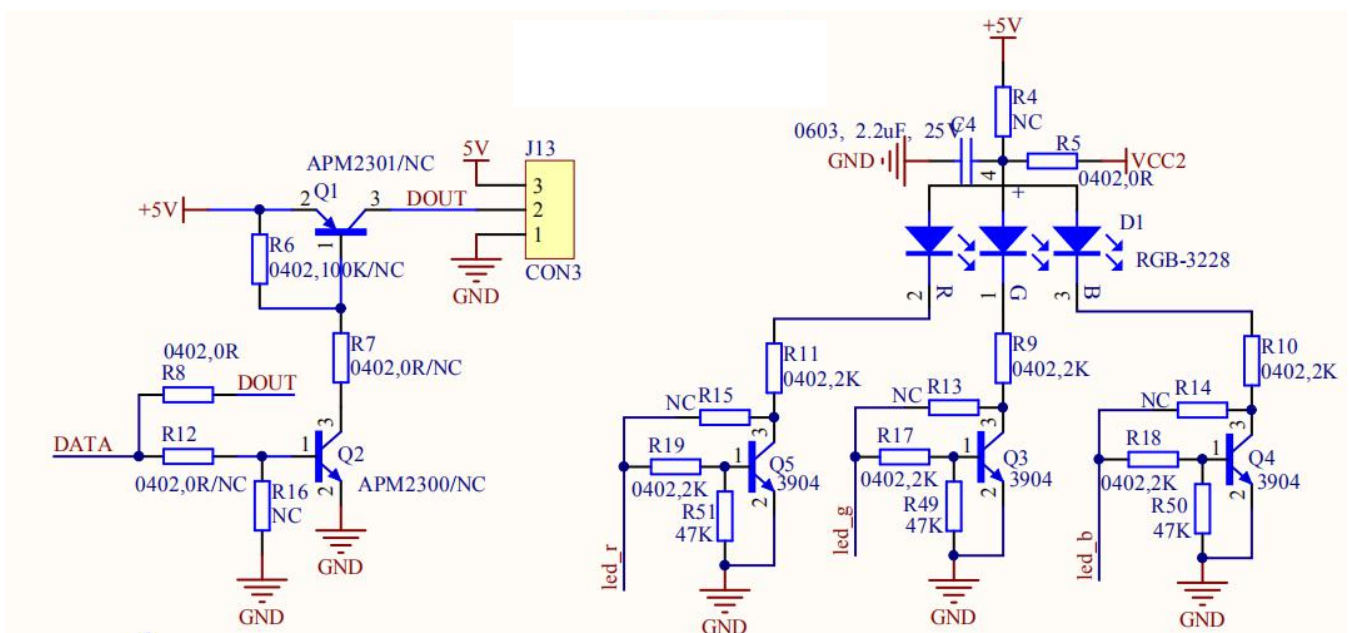 +5V
R4
NC
0603, 2.2uF, 25V
C4
GND
R5
VCC2
0402,0R
4
+
D1
RGB-3228
2
R
1
G
3
B
J13
5V
APM2301/NC
Q1
2
3
DOUT
3
2
1
+5V
1
R6
0402,100K/NC
GND
CON3
R7
0402,0R/NC
0402,0R
R8
DOUT
DATA
R12
0402,0R/NC
1
3
2
Q2
APM2300/NC
R16
NC
GND
GND
R11
0402,2K
NC
R15
R19
0402,2K
1
3
2
Q5
3904
R51
47K
led_r
GND
R9
0402,2K
NC
R13
R17
0402,2K
1
3
2
Q3
3904
R49
47K
led_g
GND
R10
0402,2K
NC
R14
R18
0402,2K
1
3
2
Q4
3904
R50
47K
led_b
GND